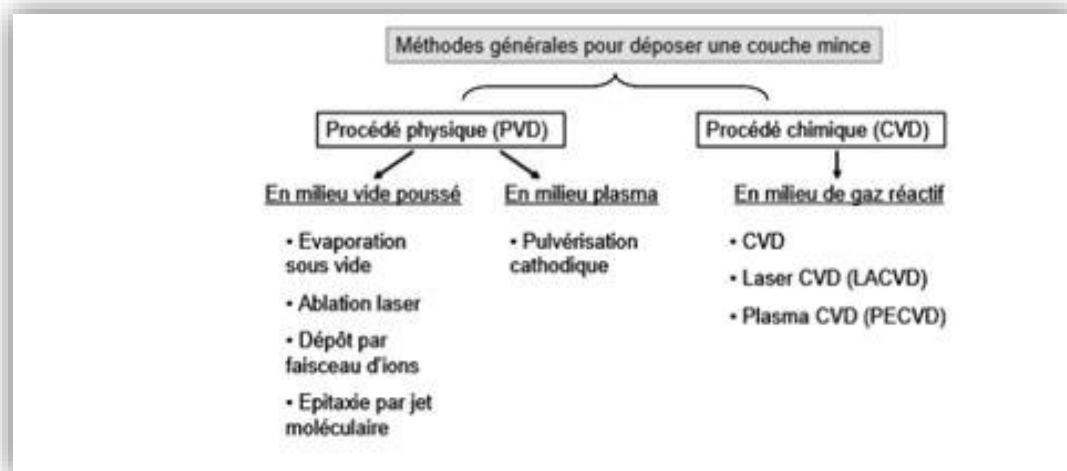 Méthodes générales pour déposer une couche mince
Procédé physique (PVD)
Procédé chimique (CVD)
En milieu vide poussé
En milieu plasma
En milieu de gaz réactif
• Evaporation
sous vide
• Ablation laser
• Dépôt par
faisceau d'ions
• Epitaxie par jet
moléculaire
• Pulvérisation
cathodique
• CVD
• Laser CVD (LACVD)
• Plasma CVD (PECVD)